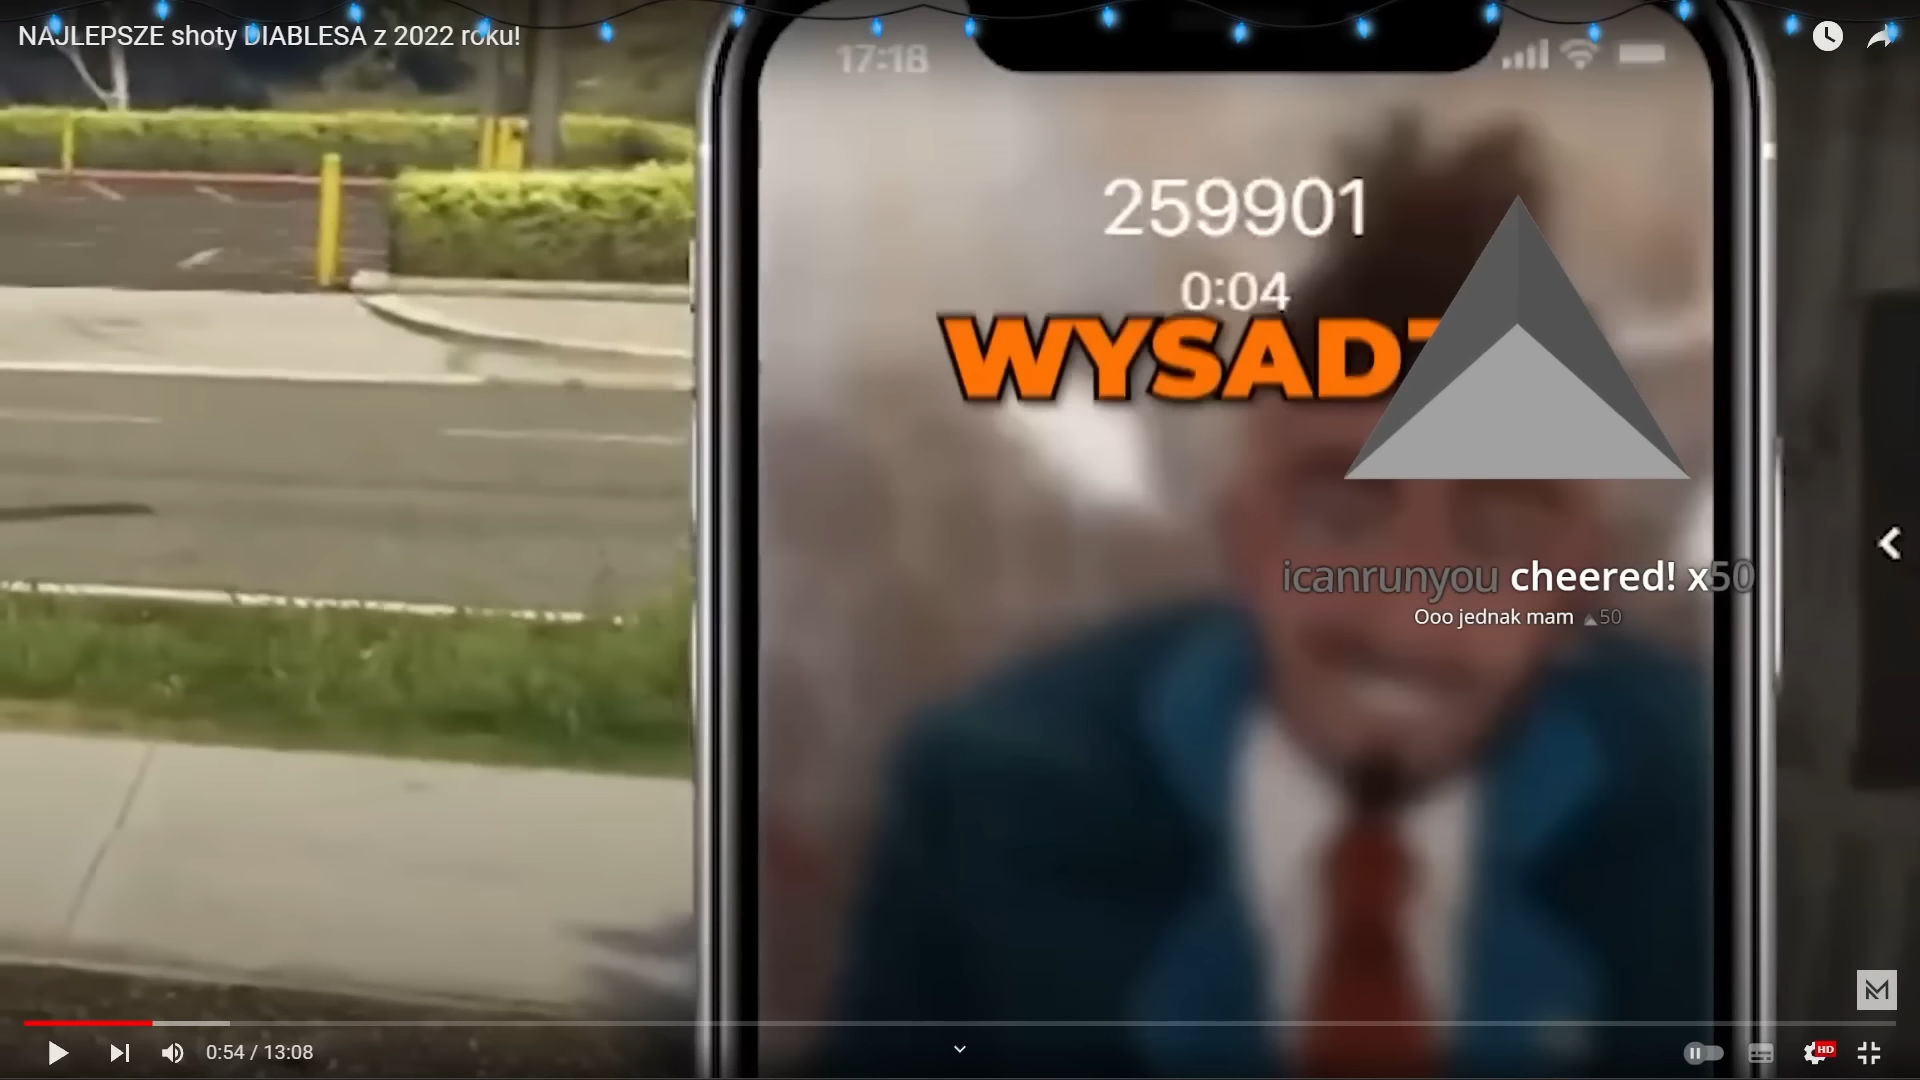 NAJLEPSZE shoty DIABLESA z 2022 roku!
17:18
259901
0:04
WYSAD
icanrunyou cheered! x50
Ooo jednak mam 50
0:54 / 13:08
HD